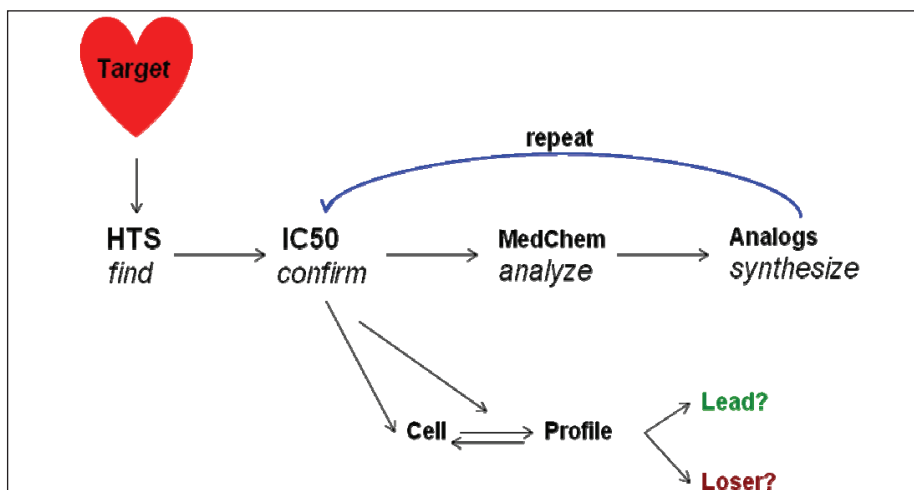 Target
repeat
HTS
find
IC50
confirm
MedChem
analyze
Analogs
synthesize
Cell
Profile
Lead?
Loser?